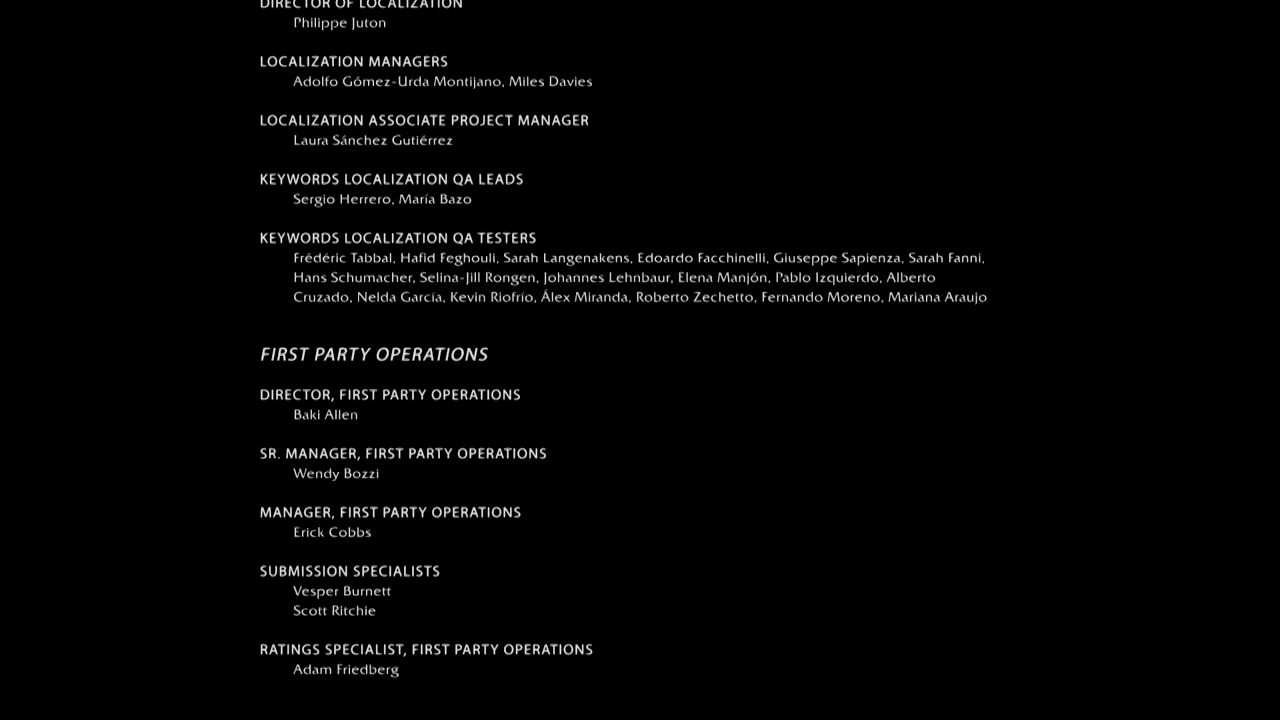 DIRECTOR OF LOCALIZATION
Philippe Juton
LOCALIZATION MANAGERS
Adolfo Gómez-Urda Montijano, Miles Davies
LOCALIZATION ASSOCIATE PROJECT MANAGER
Laura Sánchez Gutiérrez
KEYWORDS LOCALIZATION QA LEADS
Sergio Herrero, María Bazo
KEYWORDS LOCALIZATION QA TESTERS
Frédéric Tabbal, Hafid Feghouli, Sarah Langenakens, Edoardo Facchinelli, Giuseppe Sapienza, Sarah Fanni,
Hans Schumacher, Selina-Jill Rongen, Johannes Lehnbaur, Elena Manjón, Pablo Izquierdo, Alberto
Cruzado, Nelda García, Kevin Riofrío, Álex Miranda, Roberto Zechetto, Fernando Moreno, Mariana Araujo
FIRST PARTY OPERATIONS
DIRECTOR, FIRST PARTY OPERATIONS
Baki Allen
SR. MANAGER, FIRST PARTY OPERATIONS
Wendy Bozzi
MANAGER, FIRST PARTY OPERATIONS
Erick Cobbs
SUBMISSION SPECIALISTS
Vesper Burnett
Scott Ritchie
RATINGS SPECIALIST, FIRST PARTY OPERATIONS
Adam Friedberg